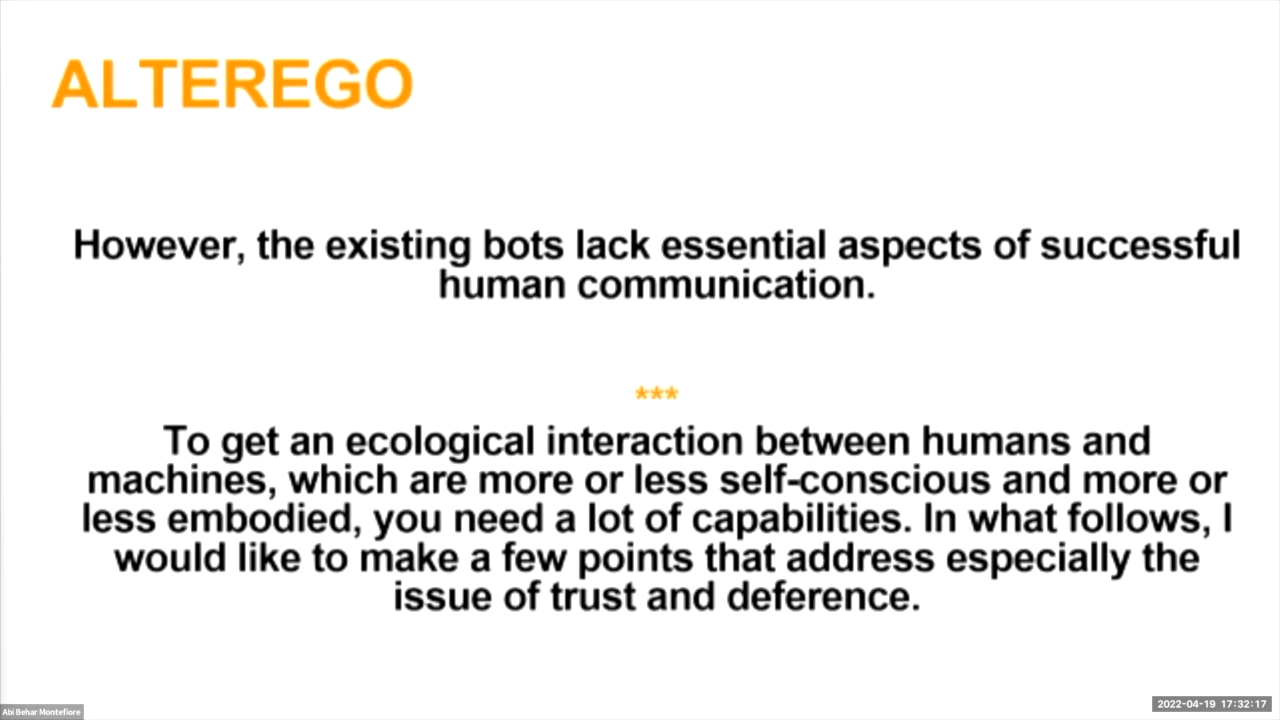 ALTEREGO
However, the existing bots lack essential aspects of successful
human communication.
***
To get an ecological interaction between humans and
machines, which are more or less self-conscious and more or
less embodied, you need a lot of capabilities. In what follows, I
would like to make a few points that address especially the
issue of trust and deference.
Abi Behar Montefiore
2022-04-19 17:32:17